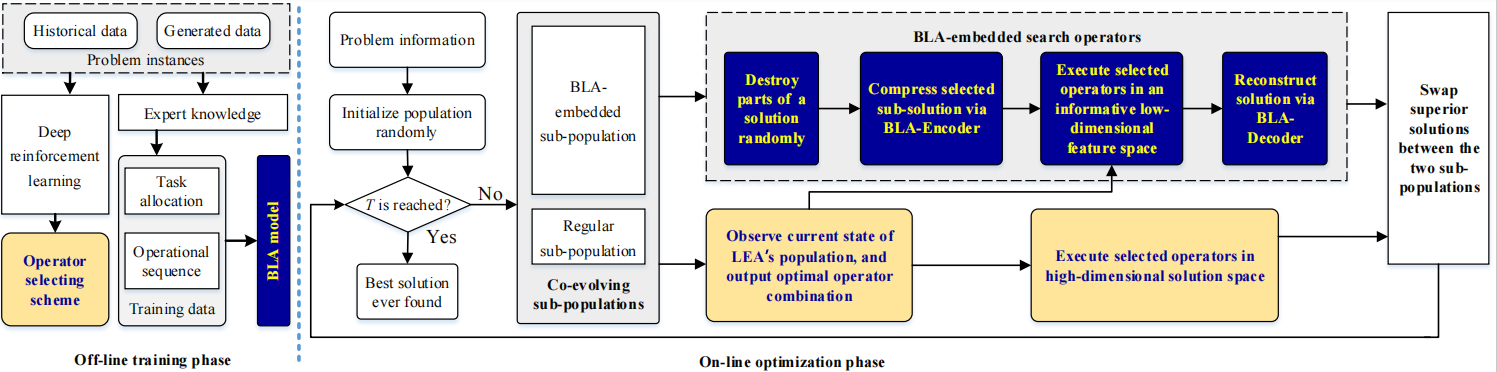 Historical data
Generated data
Problem instances
Deep
reinforcement
learning
Expert knowledge
Task
allocation
Operational
sequence
Training data
BLA model
Operator
selecting
scheme
Off-line training phase
Problem information
Initialize population
randomly
T is reached?
No
Yes
Best solution
ever found
BLA-
embedded
sub-population
Regular
sub-population
Co-evolving
sub-populations
BLA-embedded search operators
Destroy
parts of a
solution
randomly
Compress selected
sub-solution via
BLA-Encoder
Execute selected
operators in an
informative low-
dimensional
feature space
Reconstruct
solution via
BLA-
Decoder
Observe current state of
LEA's population, and
output optimal operator
combination
Execute selected operators in
high-dimensional solution space
Swap
superior
solutions
between the
two sub-
populations
On-line optimization phase